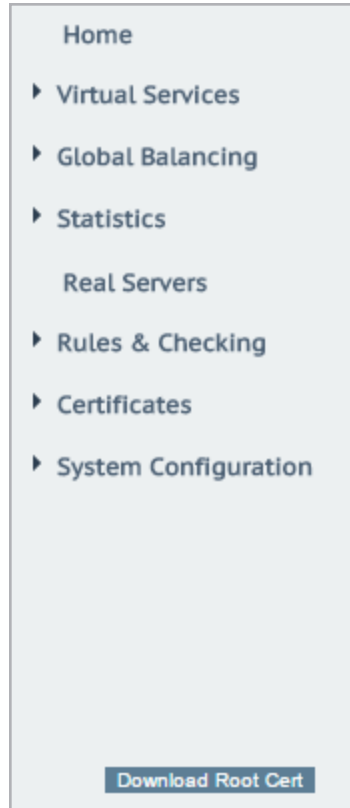 Home
Virtual Services
Global Balancing
Statistics
Real Servers
Rules & Checking
Certificates
System Configuration
Download Root Cert